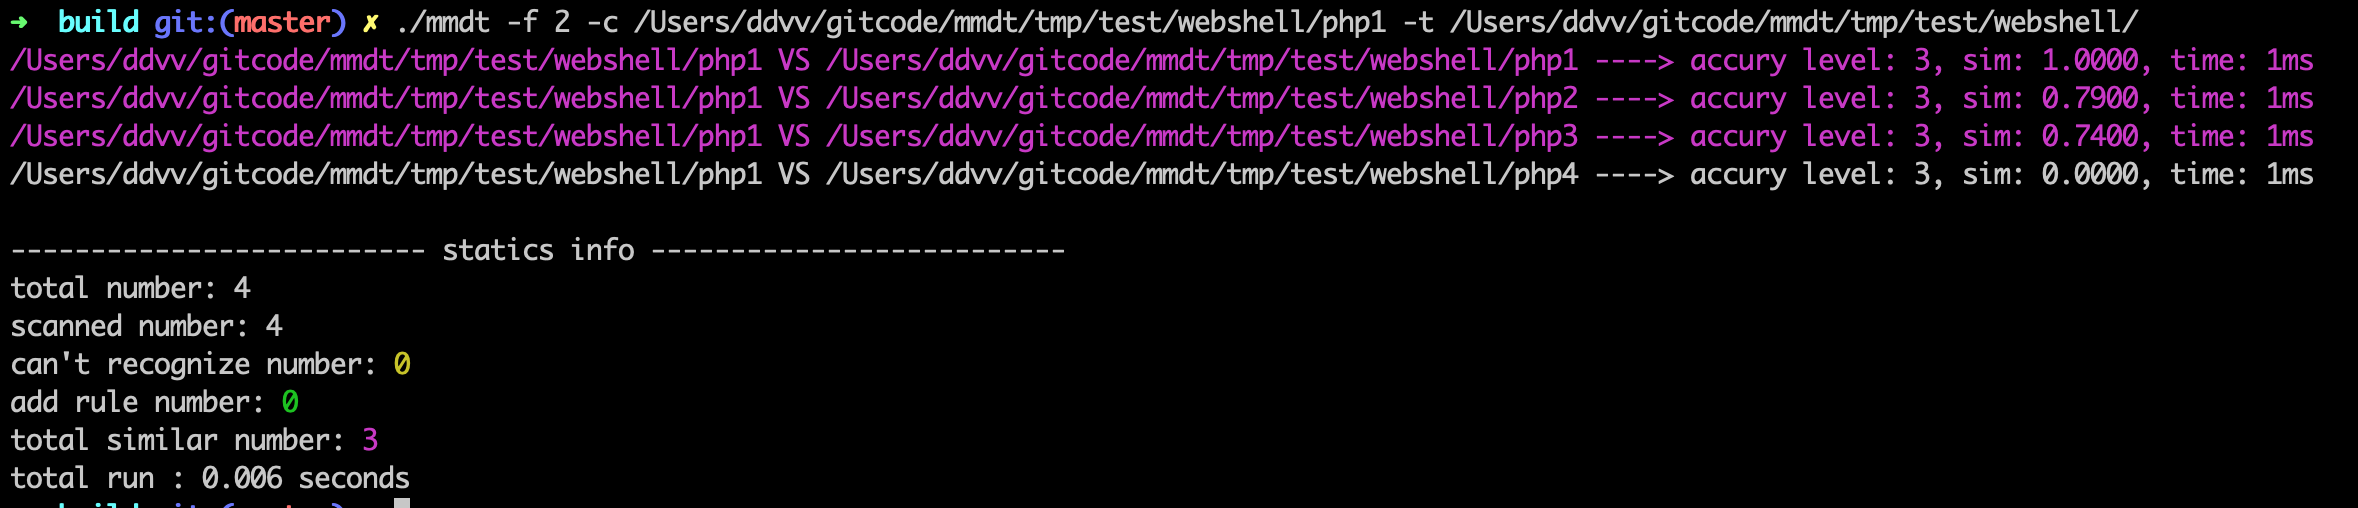 ➜  build git:(master) ✗ ./mmdt -f 2 -c /Users/ddvv/gitcode/mmdt/tmp/test/webshell/php1 -t /Users/ddvv/gitcode/mmdt/tmp/test/webshell/
/Users/ddvv/gitcode/mmdt/tmp/test/webshell/php1 VS /Users/ddvv/gitcode/mmdt/tmp/test/webshell/php1 ----> accury level: 3, sim: 1.0000, time: 1ms
/Users/ddvv/gitcode/mmdt/tmp/test/webshell/php1 VS /Users/ddvv/gitcode/mmdt/tmp/test/webshell/php2 ----> accury level: 3, sim: 0.7900, time: 1ms
/Users/ddvv/gitcode/mmdt/tmp/test/webshell/php1 VS /Users/ddvv/gitcode/mmdt/tmp/test/webshell/php3 ----> accury level: 3, sim: 0.7400, time: 1ms
/Users/ddvv/gitcode/mmdt/tmp/test/webshell/php1 VS /Users/ddvv/gitcode/mmdt/tmp/test/webshell/php4 ----> accury level: 3, sim: 0.0000, time: 1ms
-------------------------- statics info --------------------------
total number: 4
scanned number: 4
can't recognize number: 0
add rule number: 0
total similar number: 3
total run : 0.006 seconds